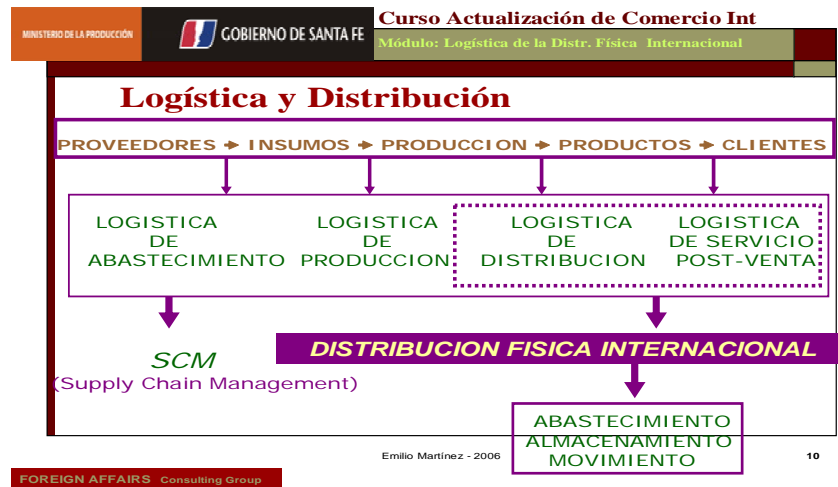 MINISTERIO DE LA PRODUCCIÓN
GOBIERNO DE SANTA FE
Curso Actualización de Comercio Int
Módulo: Logística de la Distr. Física Internacional
Logística y Distribución
PROVEEDORES → INSUMOS → PRODUCCION → PRODUCTOS → CLIENTES
LOGISTICA
DE
ABASTECIMIENTO
LOGISTICA
DE
PRODUCCION
LOGISTICA
DE
DISTRIBUCION
LOGISTICA
DE SERVICIO
POST-VENTA
SCM
(Supply Chain Management)
DISTRIBUCION FISICA INTERNACIONAL
ABASTECIMIENTO
ALMACENAMIENTO
MOVIMIENTO
Emilio Martínez - 2006
10
FOREIGN AFFAIRS Consulting Group